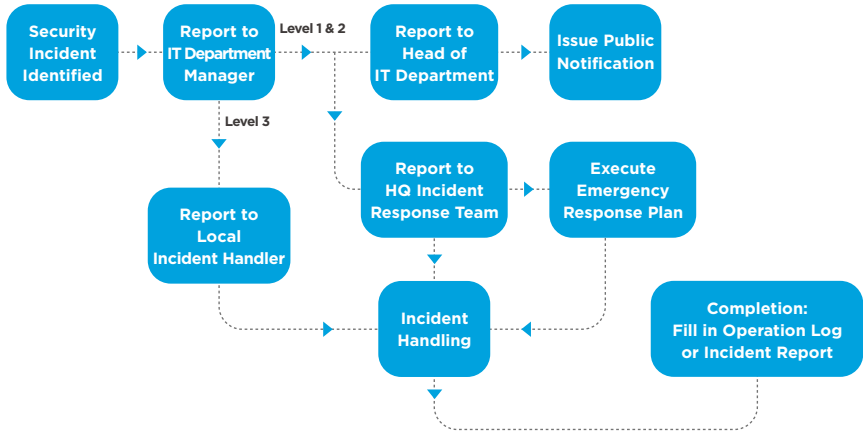 Security
Incident
Identified
Report to
IT Department
Manager
Level 1 & 2
Report to
Head of
IT Department
Issue Public
Notification
Level 3
Report to
Local
Incident Handler
Report to
HQ Incident
Response Team
Execute
Emergency
Response Plan
Incident
Handling
Completion:
Fill in Operation Log
or Incident Report